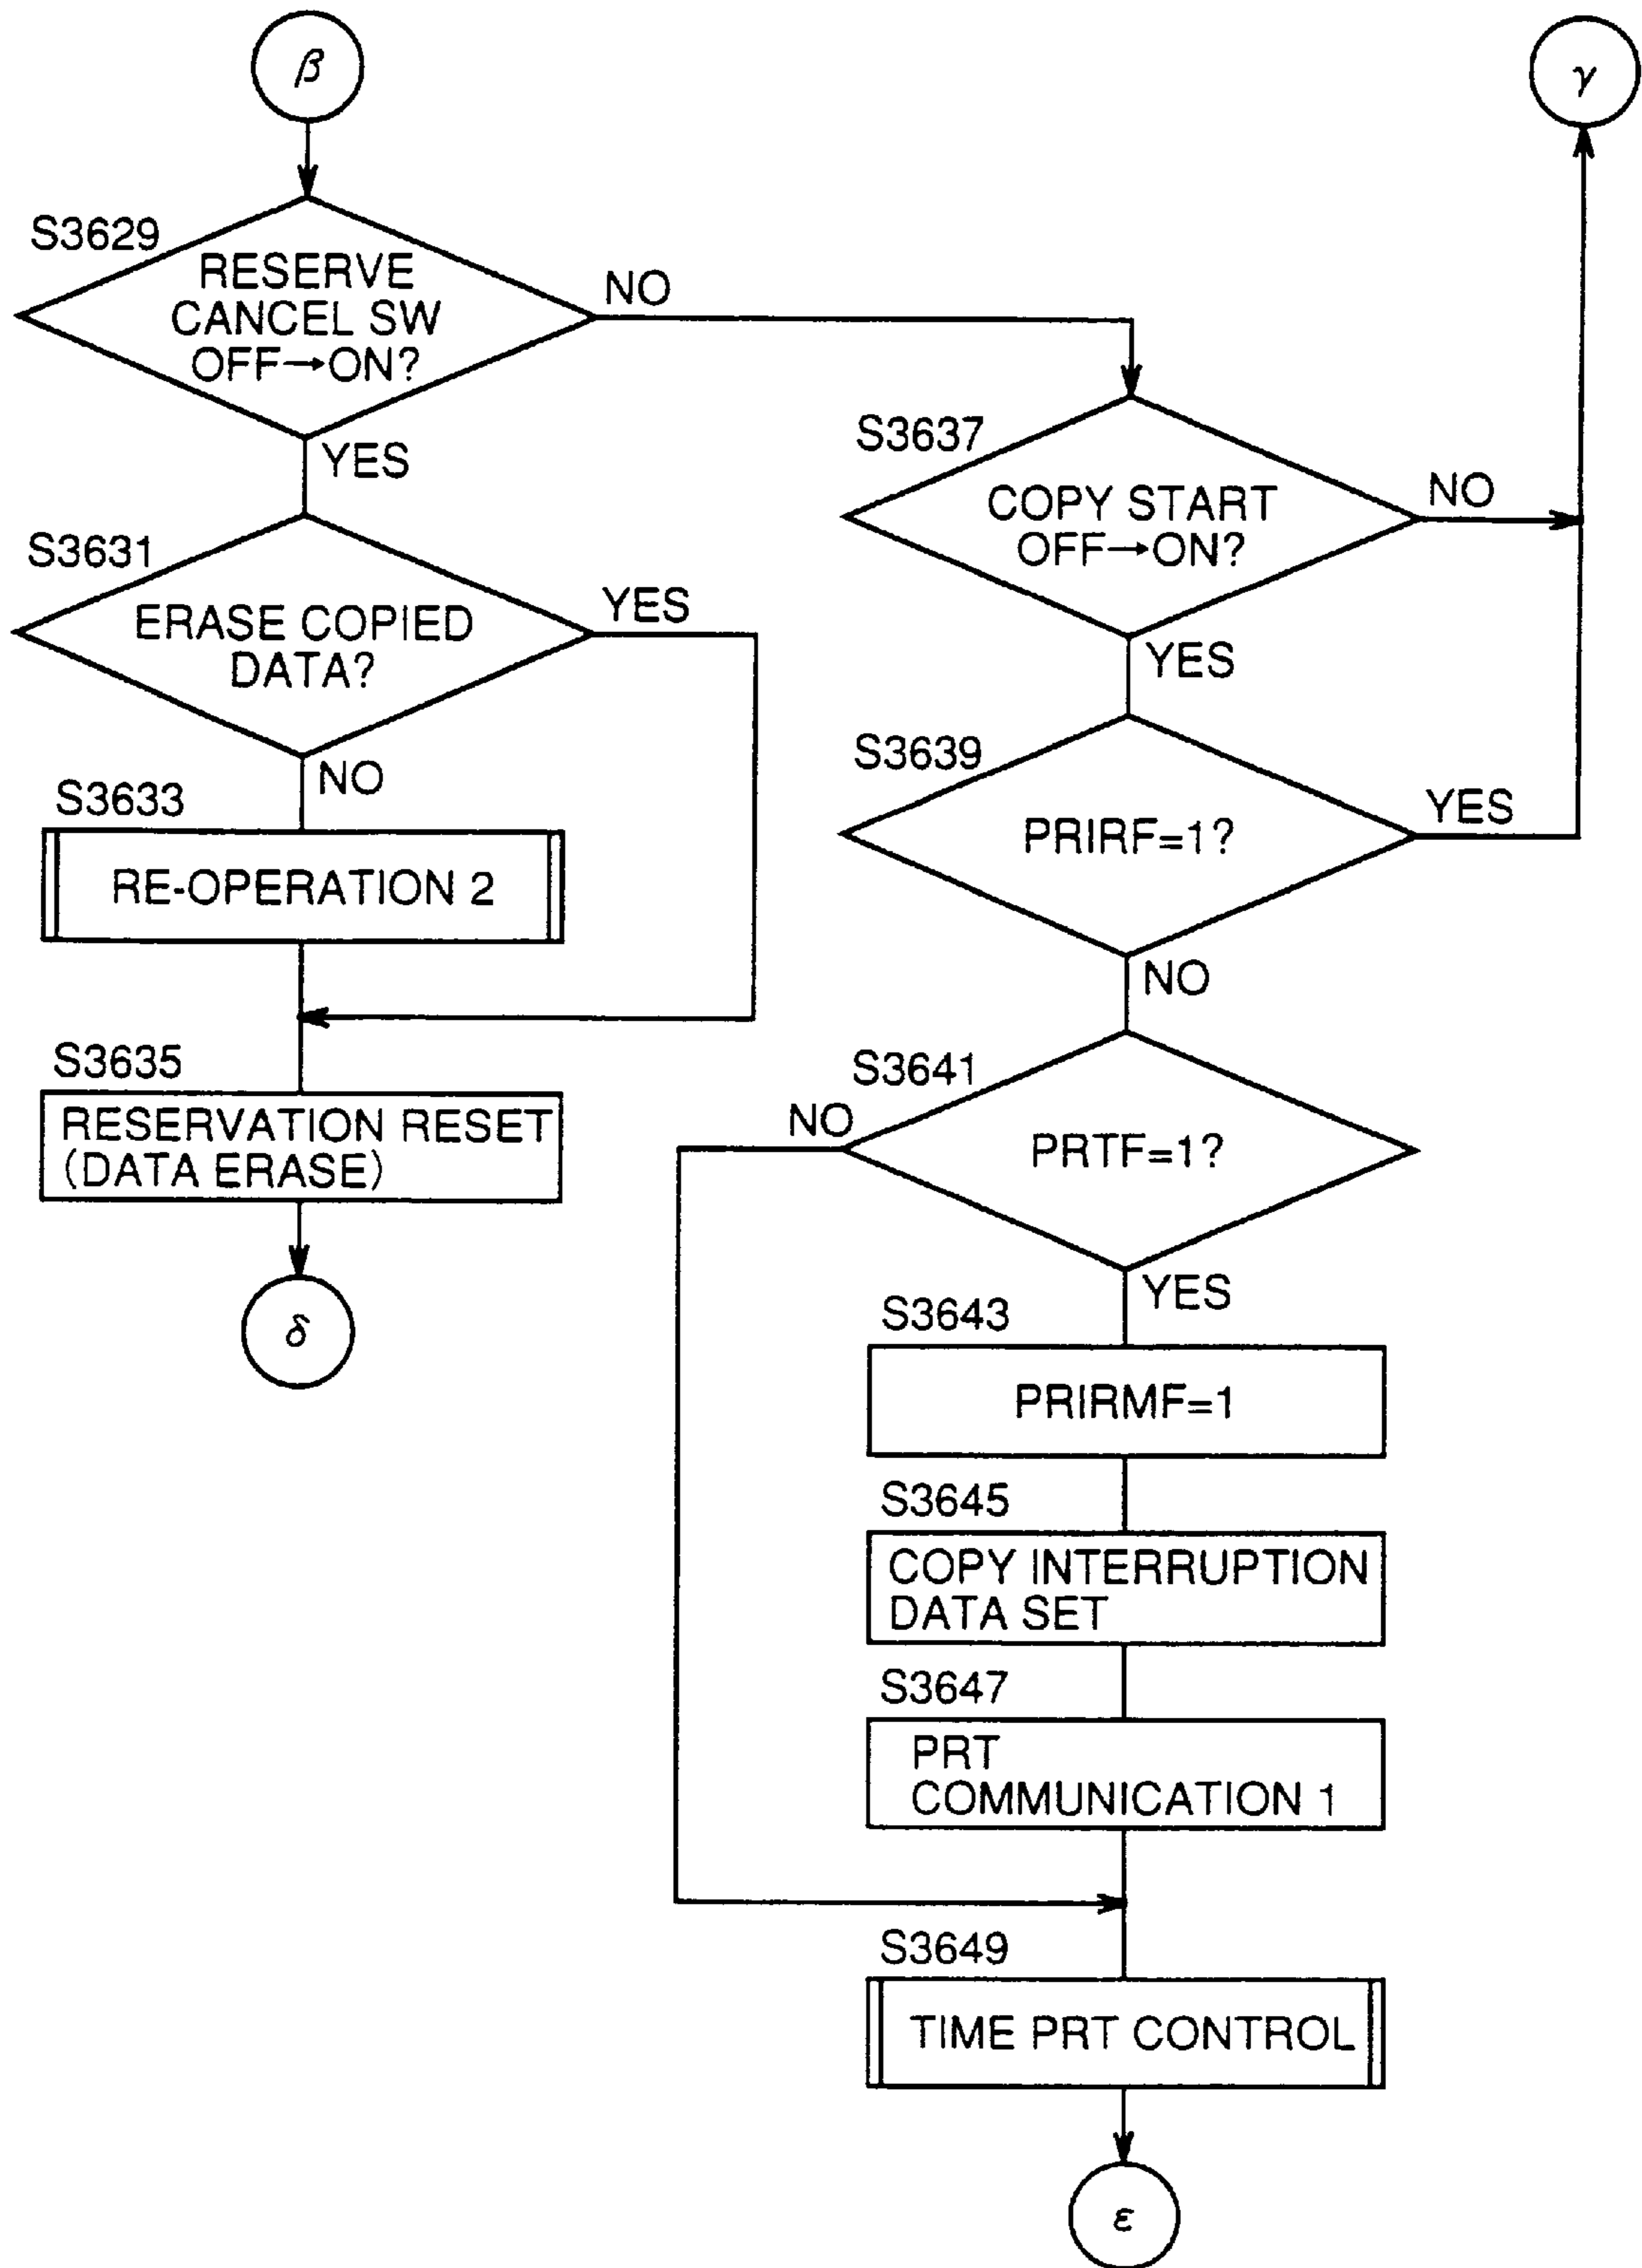 β
γ
S3629
RESERVE
CANCEL SW
OFF→ON?
NO
YES
S3631
ERASE COPIED
DATA?
YES
NO
S3633
RE-OPERATION 2
S3635
RESERVATION RESET
(DATA ERASE)
δ
S3637
COPY START
OFF→ON?
NO
YES
S3639
PRIRF=1?
YES
NO
S3641
PRTF=1?
NO
YES
S3643
PRIRMF=1
S3645
COPY INTERRUPTION
DATA SET
S3647
PRT
COMMUNICATION 1
S3649
TIME PRT CONTROL
ε